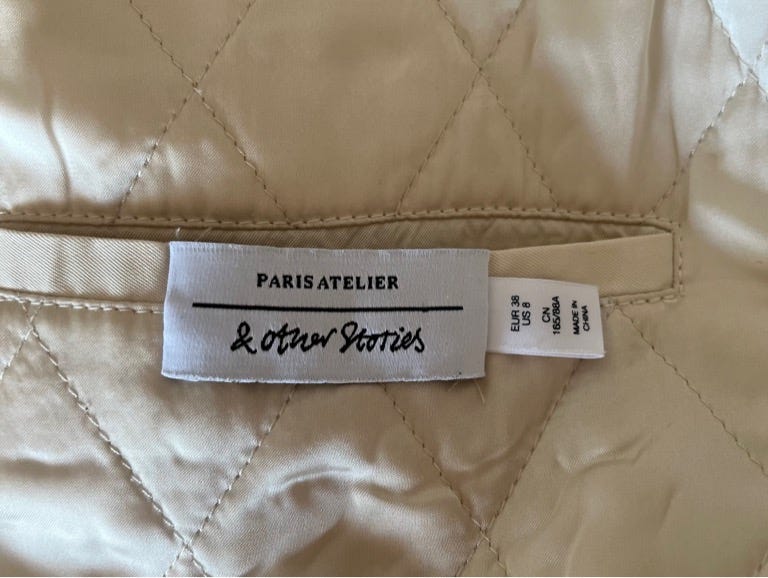 PARIS ATELIER
& other Stories
EUR 38
US 8
CN
165/88A
MADE IN
CHINA